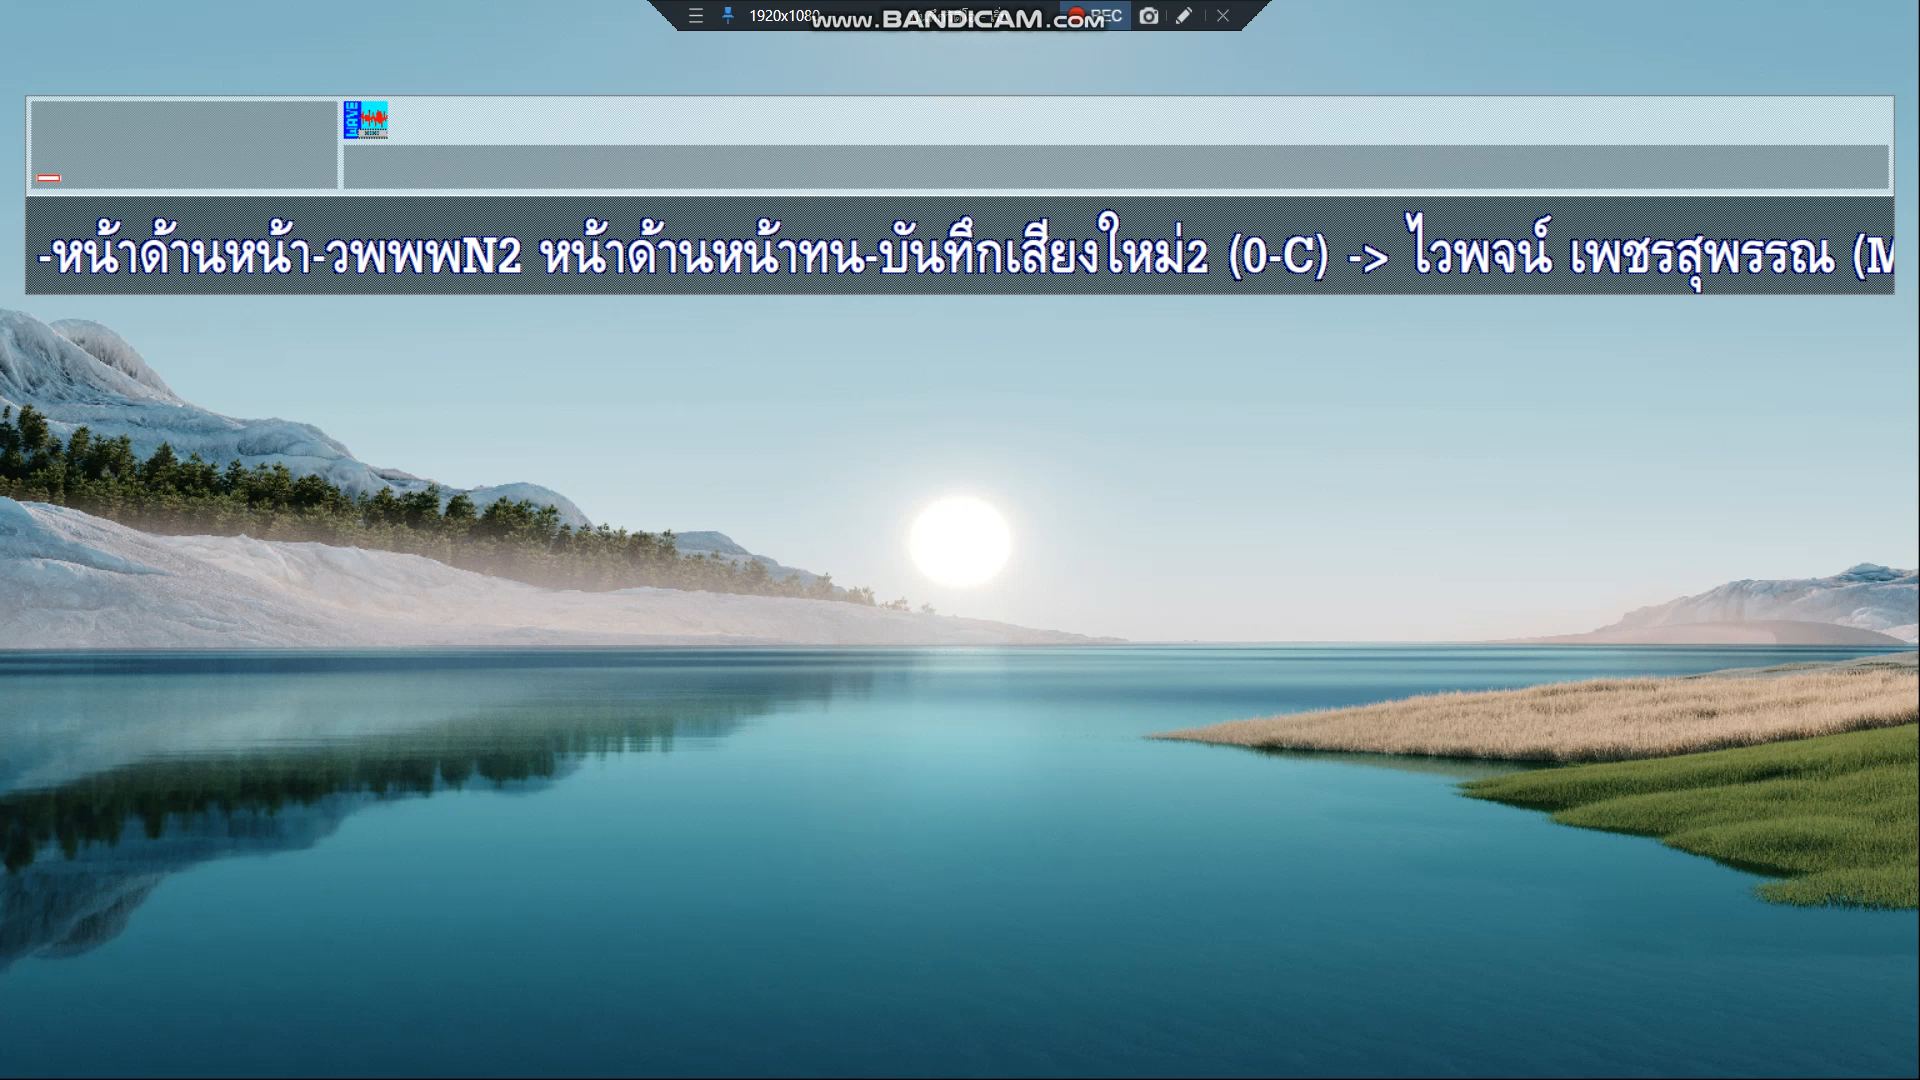 1920x1080
www.BANDICAM.com
REC
WAVE
-หน้าด้านหน้า-วพพพN2 หน้าด้านหน้าทน-บันทึกเสียงใหม่2 (0-C) -> ไวพจน์ เพชรสุพรรณ (M